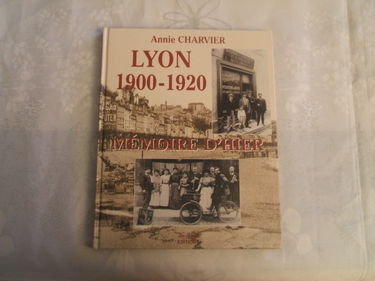 Annie CHARVIER
LYON
1900-1920
MÉMOIRE D'HIER